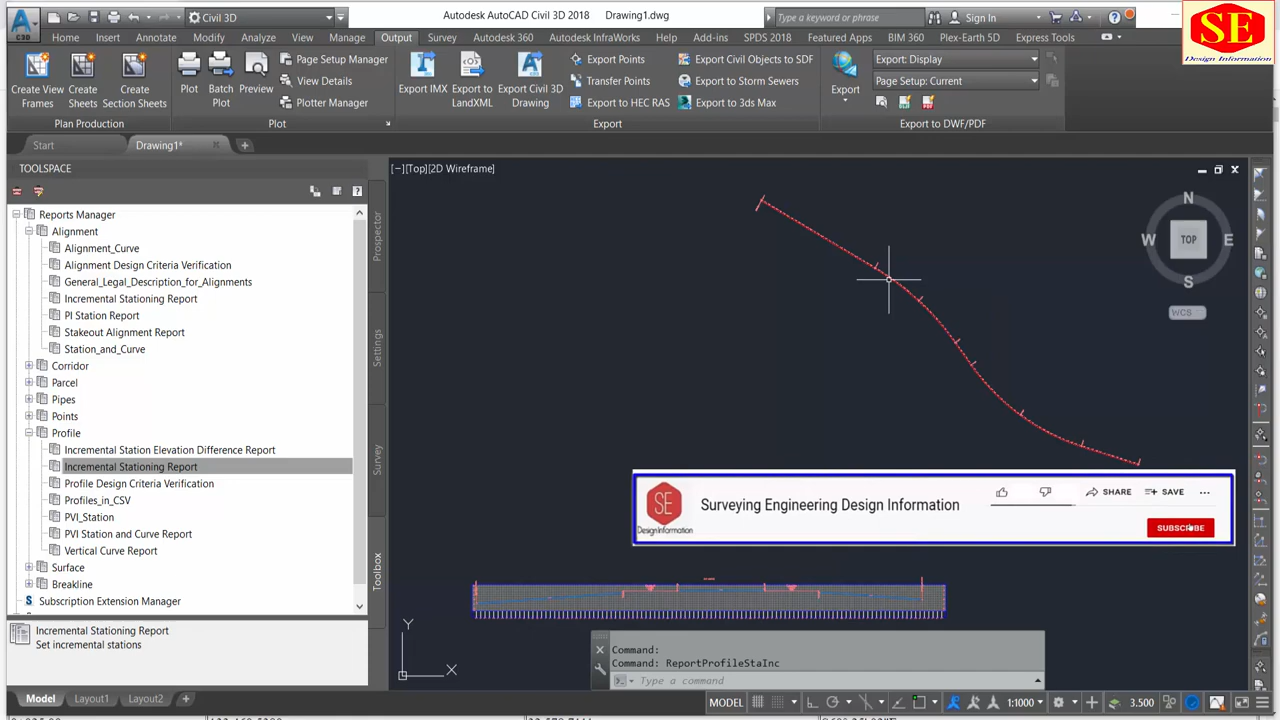 Civil 3D
Autodesk AutoCAD Civil 3D 2018 Drawing1.dwg
Type a keyword or phrase
Sign In
SE
Design Information
C3D
Home Insert Annotate Modify Analyze View Manage Output Survey Autodesk 360 Autodesk InfraWorks Help Add-ins SPDS 2018 Featured Apps BIM 360 Plex-Earth 5D Express Tools
Create View Frames
Create Sheets
Create Section Sheets
Plan Production
Plot
Batch Plot
Preview
Page Setup Manager
View Details
Plotter Manager
Plot
Export IMX
Export to LandXML
Export Civil 3D Drawing
Export Points
Transfer Points
Export to HEC RAS
Export Civil Objects to SDF
Export to Storm Sewers
Export to 3ds Max
Export
Export
Export: Display
Page Setup: Current
Export to DWF/PDF
Start
Drawing1*
TOOLSPACE
Reports Manager
Alignment
Alignment_Curve
Alignment Design Criteria Verification
General_Legal_Description_for_Alignments
Incremental Stationing Report
PI Station Report
Stakeout Alignment Report
Station_and_Curve
Corridor
Parcel
Pipes
Points
Profile
Incremental Station Elevation Difference Report
Incremental Stationing Report
Profile Design Criteria Verification
Profiles_in_CSV
PVI_Station
PVI Station and Curve Report
Vertical Curve Report
Surface
Breakline
Subscription Extension Manager
Incremental Stationing Report
Set incremental stations
Prospector
Settings
Survey
Toolbox
[−][Top][2D Wireframe]
N
W TOP E
S
WCS
SE
Design Information
Surveying Engineering Design Information
SHARE
SAVE
SUBSCRIBE
Y
X
Command:
Command: ReportProfileStaInc
Type a command
Model Layout1 Layout2
MODEL
1:1000
3.500